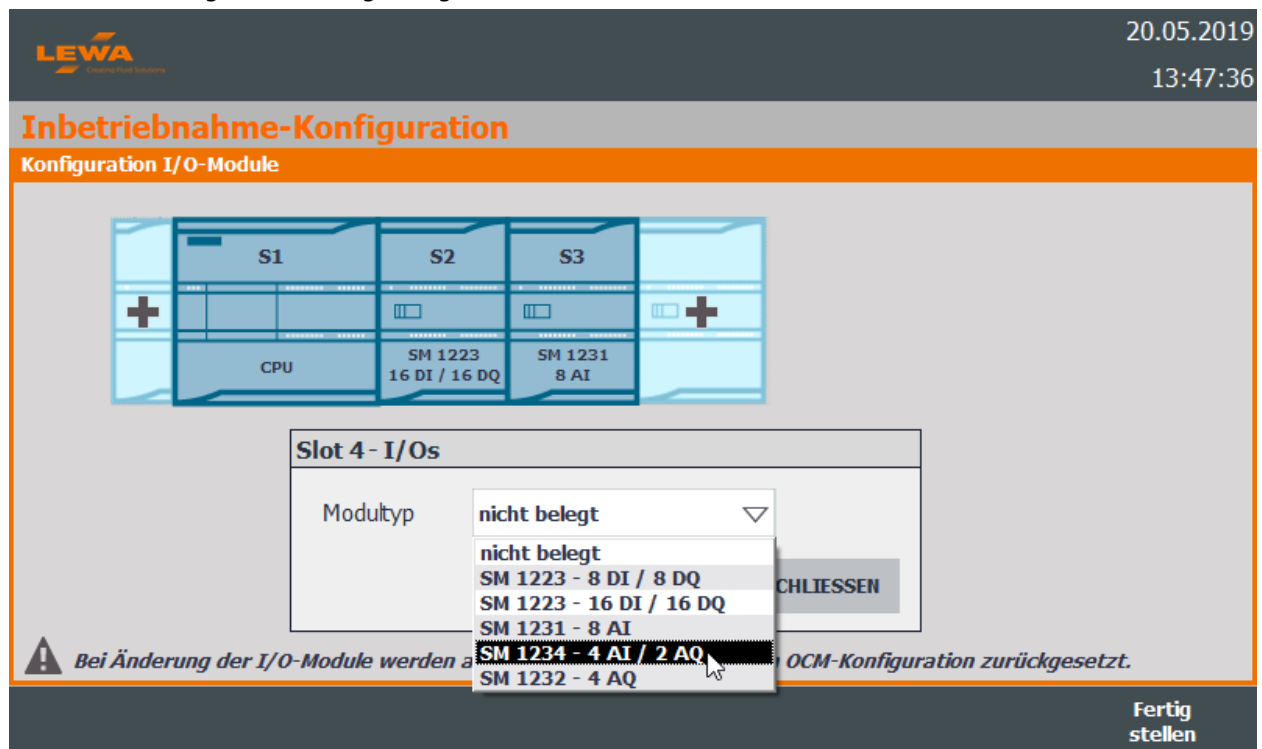 20.05.2019
LEWA
Creating Fluid Solutions
13:47:36
Inbetriebnahme-Konfiguration
Konfiguration I/O-Module
S1
S2
S3
CPU
SM 1223
16 DI / 16 DQ
SM 1231
8 AI
Slot 4 - I/Os
Modultyp
nicht belegt
nicht belegt
SM 1223 - 8 DI / 8 DQ
SM 1223 - 16 DI / 16 DQ
SM 1231 - 8 AI
SM 1234 - 4 AI / 2 AQ
SM 1232 - 4 AQ
CHLIESSEN
Bei Änderung der I/O-Module werden a
OCM-Konfiguration zurückgesetzt.
Fertig
stellen